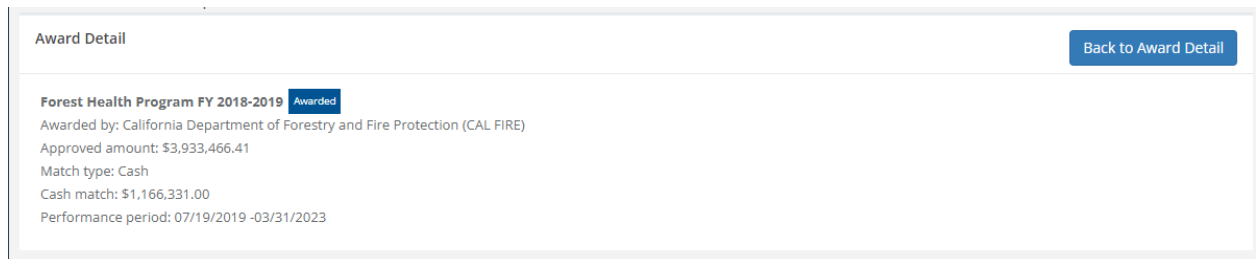 Award Detail
Back to Award Detail
Forest Health Program FY 2018-2019 Awarded
Awarded by: California Department of Forestry and Fire Protection (CAL FIRE)
Approved amount: $3,933,466.41
Match type: Cash
Cash match: $1,166,331.00
Performance period: 07/19/2019 -03/31/2023